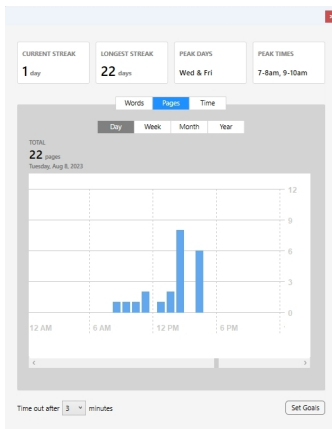 CURRENT STREAK
1 day
LONGEST STREAK
22 days
PEAK DAYS
Wed & Fri
PEAK TIMES
7-8am, 9-10am
Words Pages Time
Day Week Month Year
TOTAL
22 pages
Tuesday, Aug 8, 2023
12
9
6
3
0
12 AM 6 AM 12 PM 6 PM
Time out after 3 minutes
Set Goals